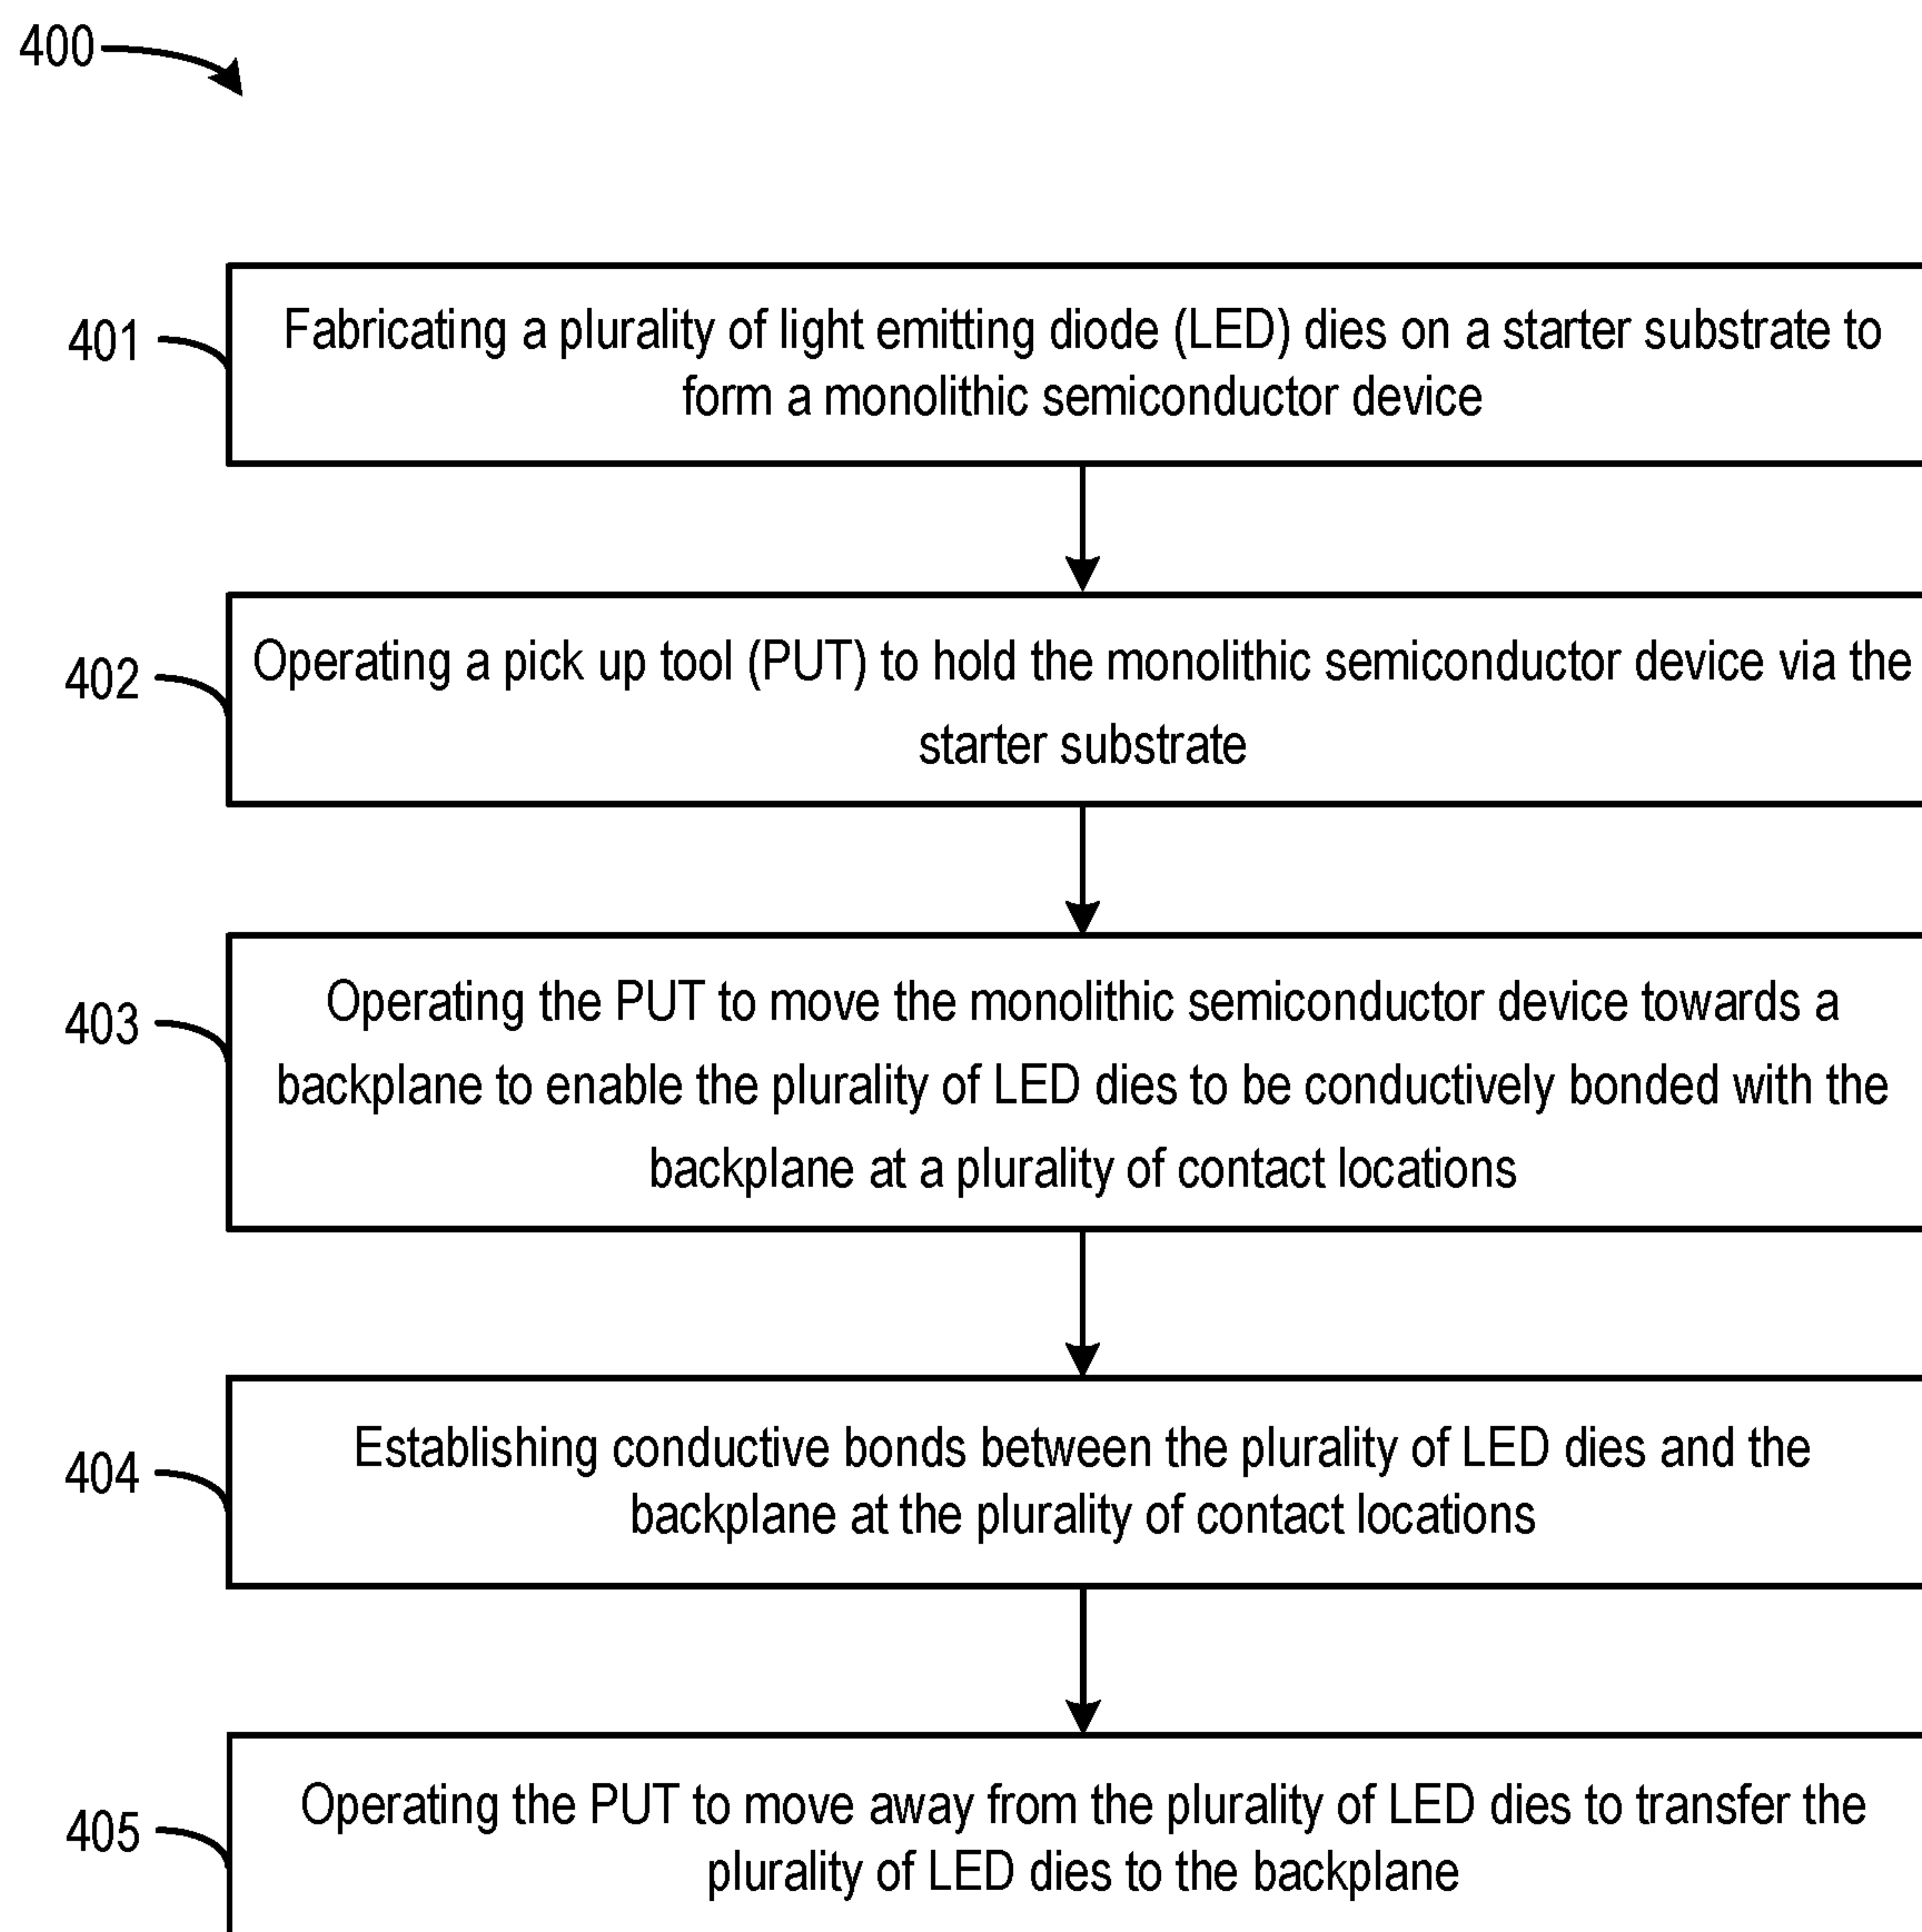 400
401
Fabricating a plurality of light emitting diode (LED) dies on a starter substrate to
form a monolithic semiconductor device
402
Operating a pick up tool (PUT) to hold the monolithic semiconductor device via the
starter substrate
403
Operating the PUT to move the monolithic semiconductor device towards a
backplane to enable the plurality of LED dies to be conductively bonded with the
backplane at a plurality of contact locations
404
Establishing conductive bonds between the plurality of LED dies and the
backplane at the plurality of contact locations
405
Operating the PUT to move away from the plurality of LED dies to transfer the
plurality of LED dies to the backplane